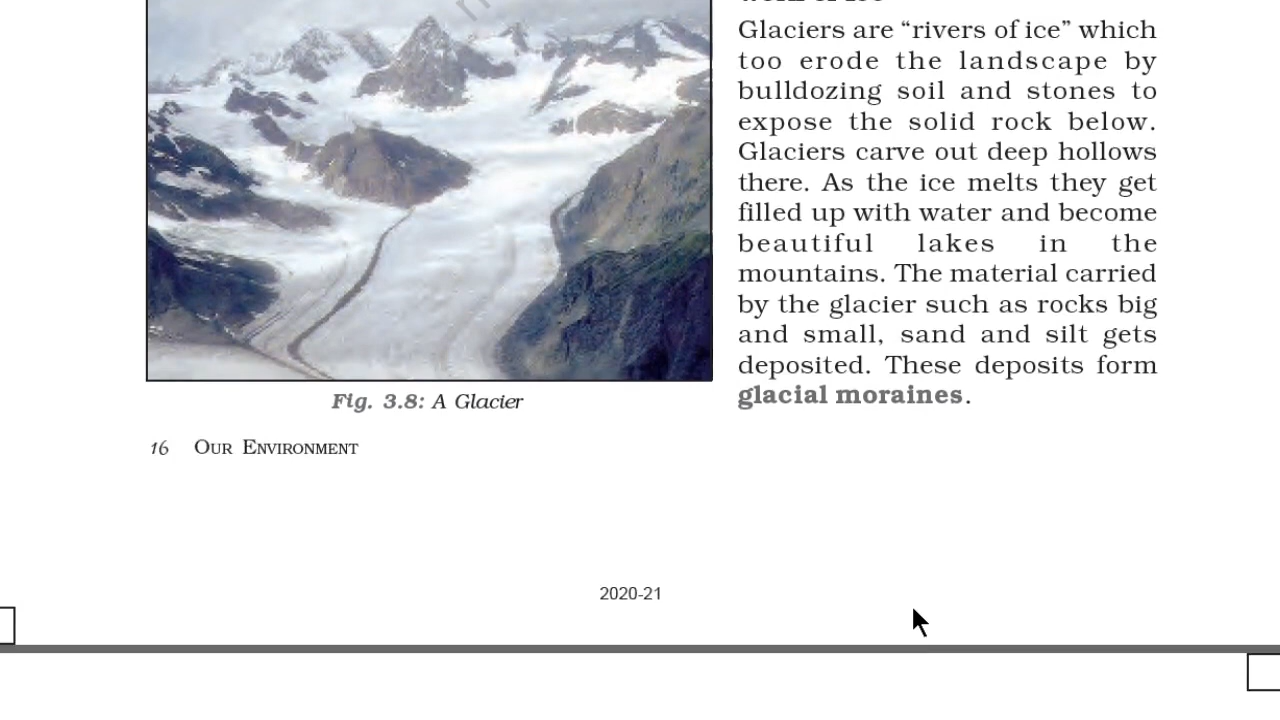 Glaciers are “rivers of ice” which
too erode the landscape by
bulldozing soil and stones to
expose the solid rock below.
Glaciers carve out deep hollows
there. As the ice melts they get
filled up with water and become
beautiful lakes in the
mountains. The material carried
by the glacier such as rocks big
and small, sand and silt gets
deposited. These deposits form
glacial moraines.
Fig. 3.8: A Glacier
16 OUR ENVIRONMENT
2020-21